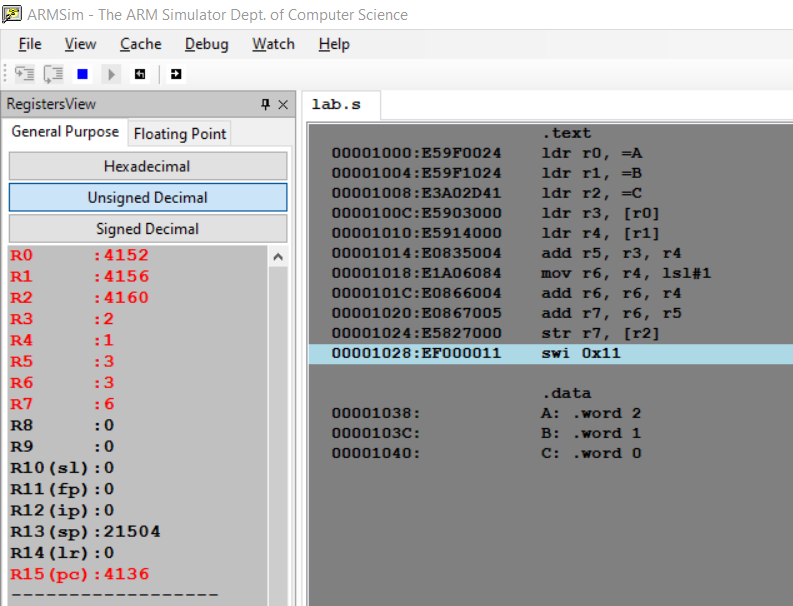 ARMSim - The ARM Simulator Dept. of Computer Science
File View Cache Debug Watch Help
RegistersView
General Purpose Floating Point
Hexadecimal
Unsigned Decimal
Signed Decimal
R0 :4152
R1 :4156
R2 :4160
R3 :2
R4 :1
R5 :3
R6 :3
R7 :6
R8 :0
R9 :0
R10(sl):0
R11(fp):0
R12(ip):0
R13(sp):21504
R14(lr):0
R15(pc):4136
------------------
lab.s
.text
00001000:E59F0024 ldr r0, =A
00001004:E59F1024 ldr r1, =B
00001008:E3A02D41 ldr r2, =C
0000100C:E5903000 ldr r3, [r0]
00001010:E5914000 ldr r4, [r1]
00001014:E0835004 add r5, r3, r4
00001018:E1A06084 mov r6, r4, lsl#1
0000101C:E0866004 add r6, r6, r4
00001020:E0867005 add r7, r6, r5
00001024:E5827000 str r7, [r2]
00001028:EF000011 swi 0x11
.data
00001038: A: .word 2
0000103C: B: .word 1
00001040: C: .word 0